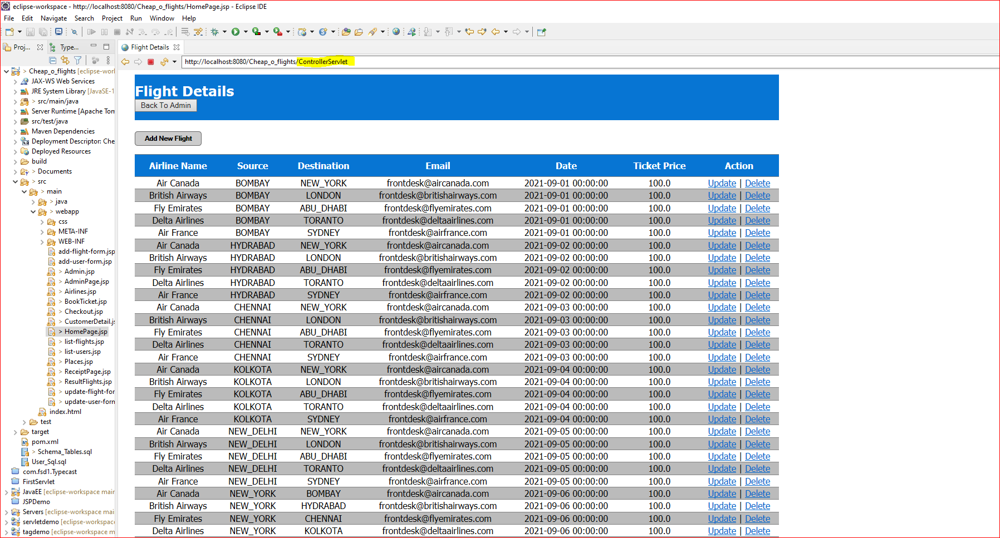 eclipse-workspace - http://localhost:8080/Cheap_o_flights/HomePage.jsp - Eclipse IDE
File Edit Navigate Search Project Run Window Help
Proj... Type...
Flight Details
http://localhost:8080/Cheap_o_flights/ControllerServlet
> Cheap_o_flights [eclipse-worl
JAX-WS Web Services
JRE System Library [JavaSE-1
> src/main/java
Server Runtime [Apache Tom
src/test/java
Maven Dependencies
Deployment Descriptor: Che
Deployed Resources
build
> Documents
> src
> main
> java
> webapp
css
META-INF
WEB-INF
add-flight-form.jsp
add-user-form.jsp
> Admin.jsp
> AdminPage.jsp
> Airlines.jsp
> BookTicket.jsp
> Checkout.jsp
> CustomerDetail.js
> HomePage.jsp
> list-flights.jsp
> list-users.jsp
> Places.jsp
> ReceiptPage.jsp
> ResultFlights.jsp
> update-flight-for
> update-user-form
index.html
test
target
pom.xml
> Schema_Tables.sql
User_Sql.sql
com.fsd1.Typecast
FirstServlet
JavaEE [eclipse-workspace main
JSPDemo
Servers [eclipse-workspace mai
servletdemo [eclipse-workspace
tagdemo [eclipse-workspace m
Flight Details
Back To Admin
Add New Flight
Airline Name Source Destination Email Date Ticket Price Action
Air Canada BOMBAY NEW_YORK frontdesk@aircanada.com 2021-09-01 00:00:00 100.0 Update | Delete
British Airways BOMBAY LONDON frontdesk@britishairways.com 2021-09-01 00:00:00 100.0 Update | Delete
Fly Emirates BOMBAY ABU_DHABI frontdesk@flyemirates.com 2021-09-01 00:00:00 100.0 Update | Delete
Delta Airlines BOMBAY TORANTO frontdesk@deltaairlines.com 2021-09-01 00:00:00 100.0 Update | Delete
Air France BOMBAY SYDNEY frontdesk@airfrance.com 2021-09-01 00:00:00 100.0 Update | Delete
Air Canada HYDRABAD NEW_YORK frontdesk@aircanada.com 2021-09-02 00:00:00 100.0 Update | Delete
British Airways HYDRABAD LONDON frontdesk@britishairways.com 2021-09-02 00:00:00 100.0 Update | Delete
Fly Emirates HYDRABAD ABU_DHABI frontdesk@flyemirates.com 2021-09-02 00:00:00 100.0 Update | Delete
Delta Airlines HYDRABAD TORANTO frontdesk@deltaairlines.com 2021-09-02 00:00:00 100.0 Update | Delete
Air France HYDRABAD SYDNEY frontdesk@airfrance.com 2021-09-02 00:00:00 100.0 Update | Delete
Air Canada CHENNAI NEW_YORK frontdesk@aircanada.com 2021-09-03 00:00:00 100.0 Update | Delete
British Airways CHENNAI LONDON frontdesk@britishairways.com 2021-09-03 00:00:00 100.0 Update | Delete
Fly Emirates CHENNAI ABU_DHABI frontdesk@flyemirates.com 2021-09-03 00:00:00 100.0 Update | Delete
Delta Airlines CHENNAI TORANTO frontdesk@deltaairlines.com 2021-09-03 00:00:00 100.0 Update | Delete
Air France CHENNAI SYDNEY frontdesk@airfrance.com 2021-09-03 00:00:00 100.0 Update | Delete
Air Canada KOLKOTA NEW_YORK frontdesk@aircanada.com 2021-09-04 00:00:00 100.0 Update | Delete
British Airways KOLKOTA LONDON frontdesk@britishairways.com 2021-09-04 00:00:00 100.0 Update | Delete
Fly Emirates KOLKOTA ABU_DHABI frontdesk@flyemirates.com 2021-09-04 00:00:00 100.0 Update | Delete
Delta Airlines KOLKOTA TORANTO frontdesk@deltaairlines.com 2021-09-04 00:00:00 100.0 Update | Delete
Air France KOLKOTA SYDNEY frontdesk@airfrance.com 2021-09-04 00:00:00 100.0 Update | Delete
Air Canada NEW_DELHI NEW_YORK frontdesk@aircanada.com 2021-09-05 00:00:00 100.0 Update | Delete
British Airways NEW_DELHI LONDON frontdesk@britishairways.com 2021-09-05 00:00:00 100.0 Update | Delete
Fly Emirates NEW_DELHI ABU_DHABI frontdesk@flyemirates.com 2021-09-05 00:00:00 100.0 Update | Delete
Delta Airlines NEW_DELHI TORANTO frontdesk@deltaairlines.com 2021-09-05 00:00:00 100.0 Update | Delete
Air France NEW_DELHI SYDNEY frontdesk@airfrance.com 2021-09-05 00:00:00 100.0 Update | Delete
Air Canada NEW_YORK BOMBAY frontdesk@aircanada.com 2021-09-06 00:00:00 100.0 Update | Delete
British Airways NEW_YORK HYDRABAD frontdesk@britishairways.com 2021-09-06 00:00:00 100.0 Update | Delete
Fly Emirates NEW_YORK CHENNAI frontdesk@flyemirates.com 2021-09-06 00:00:00 100.0 Update | Delete
Delta Airlines NEW_YORK KOLKOTA frontdesk@deltaairlines.com 2021-09-06 00:00:00 100.0 Update | Delete